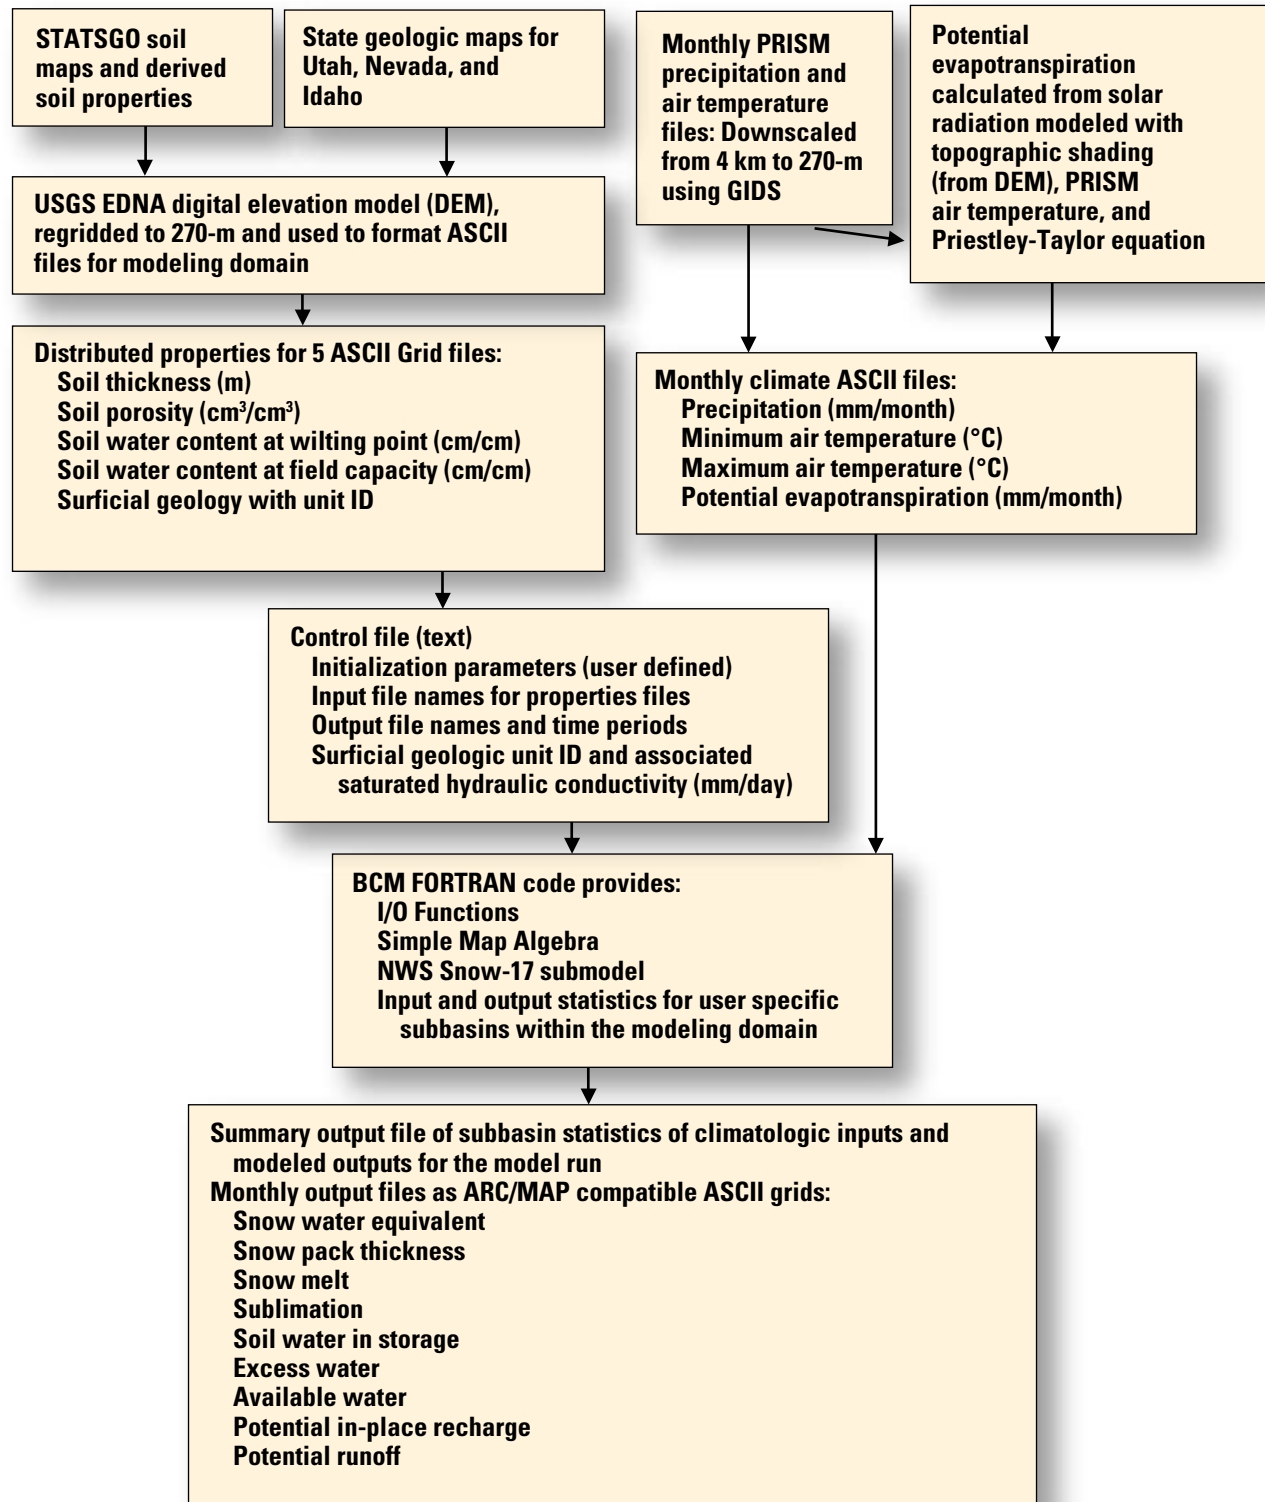 STATSGO soil
maps and derived
soil properties
State geologic maps for
Utah, Nevada, and
Idaho
Monthly PRISM
precipitation and
air temperature
files: Downscaled
from 4 km to 270-m
using GIDS
Potential
evapotranspiration
calculated from solar
radiation modeled with
topographic shading
(from DEM), PRISM
air temperature, and
Priestley-Taylor equation
USGS EDNA digital elevation model (DEM),
regridded to 270-m and used to format ASCII
files for modeling domain
Distributed properties for 5 ASCII Grid files:
Soil thickness (m)
Soil porosity (cm³/cm³)
Soil water content at wilting point (cm/cm)
Soil water content at field capacity (cm/cm)
Surficial geology with unit ID
Monthly climate ASCII files:
Precipitation (mm/month)
Minimum air temperature (°C)
Maximum air temperature (°C)
Potential evapotranspiration (mm/month)
Control file (text)
Initialization parameters (user defined)
Input file names for properties files
Output file names and time periods
Surficial geologic unit ID and associated
saturated hydraulic conductivity (mm/day)
BCM FORTRAN code provides:
I/O Functions
Simple Map Algebra
NWS Snow-17 submodel
Input and output statistics for user specific
subbasins within the modeling domain
Summary output file of subbasin statistics of climatologic inputs and
modeled outputs for the model run
Monthly output files as ARC/MAP compatible ASCII grids:
Snow water equivalent
Snow pack thickness
Snow melt
Sublimation
Soil water in storage
Excess water
Available water
Potential in-place recharge
Potential runoff